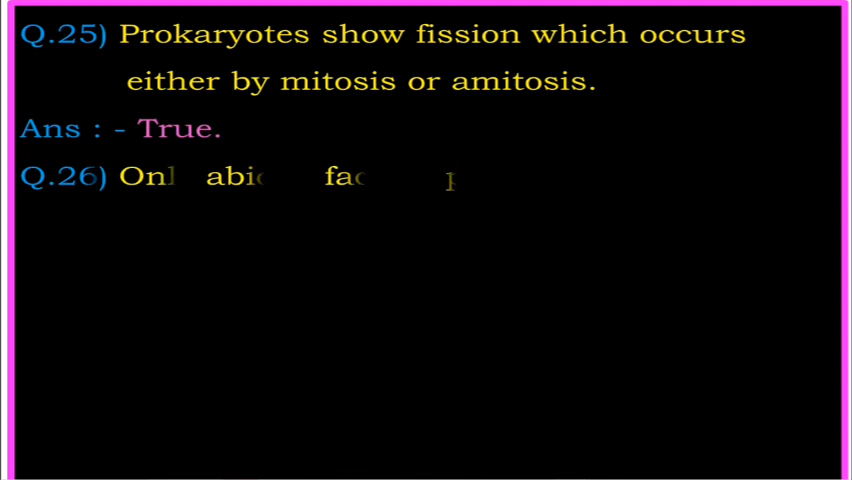 Q.25) Prokaryotes show fission which occurs
either by mitosis or amitosis.
Ans : - True.
Q.26)